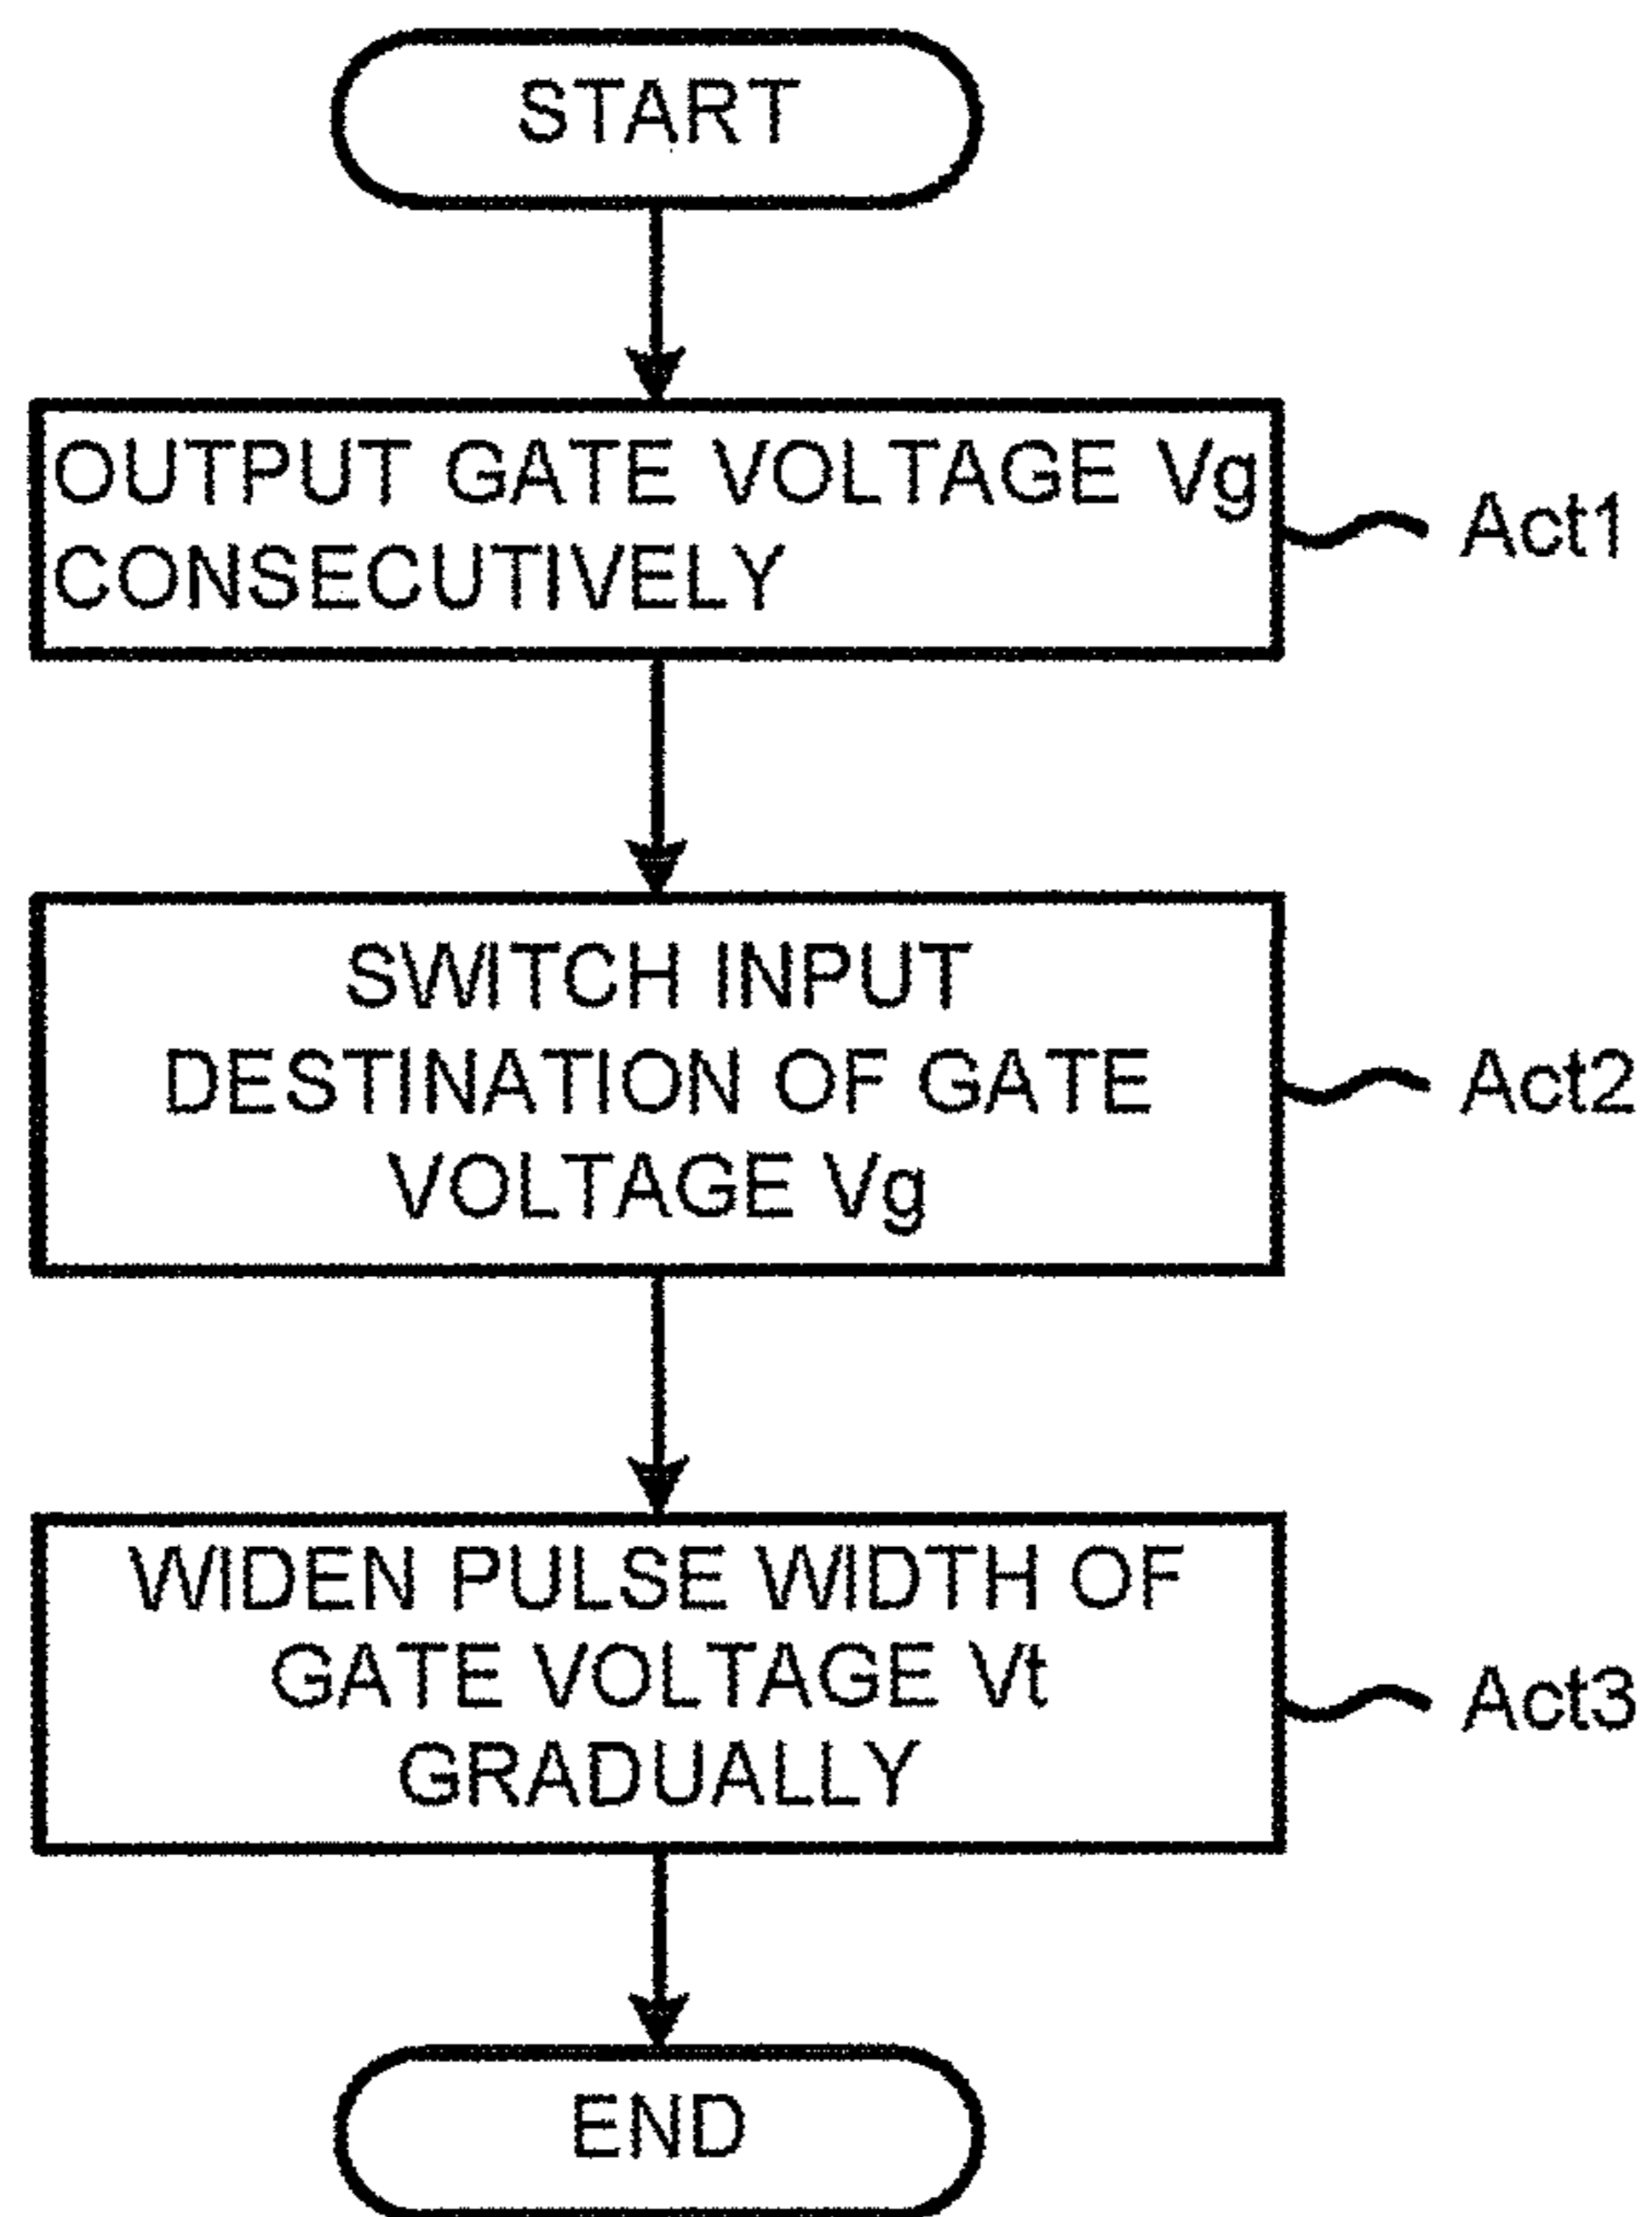 START
OUTPUT GATE VOLTAGE Vg
CONSECUTIVELY
Act1
SWITCH INPUT
DESTINATION OF GATE
VOLTAGE Vg
Act2
WIDEN PULSE WIDTH OF
GATE VOLTAGE Vt
GRADUALLY
Act3
END